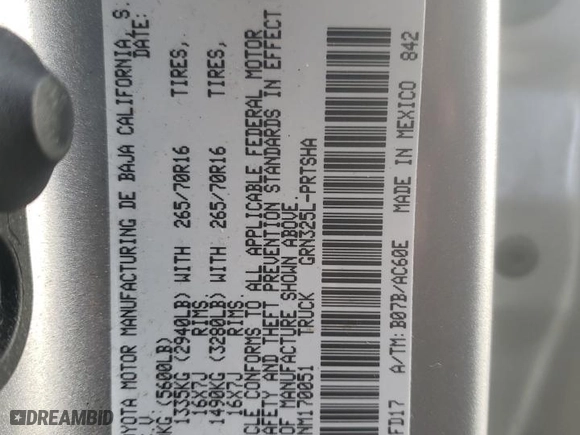 OYOTA MOTOR MANUFACTURING DE BAJA CALIFORNIA, S.
.V. DATE:
KG (5600LB)
1335KG (2940LB) WITH 265/70R16 TIRES,
16X7J RIMS,
1490KG (3280LB) WITH 265/70R16 TIRES,
16X7J RIMS,
CLE CONFORMS TO ALL APPLICABLE FEDERAL MOTOR
AFETY AND THEFT PREVENTION STANDARDS IN EFFECT
OF MANUFACTURE SHOWN ABOVE.
NM170051 TRUCK GRN325L-PRTSHA
FD17 A/TM:B07B/AC60E MADE IN MEXICO 842
DREAMBID